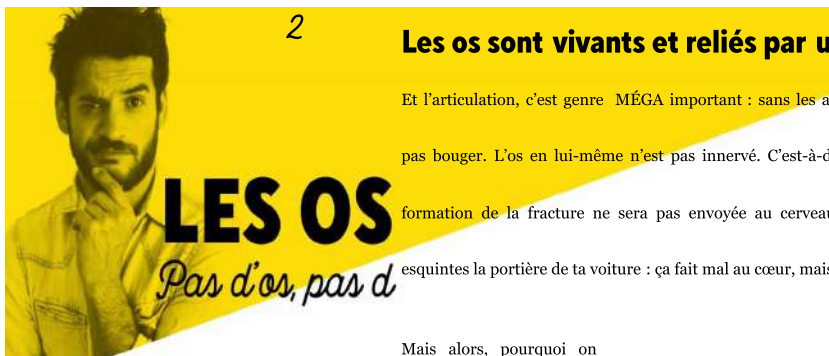 2
LES OS
Pas d'os, pas d
Les os sont vivants et reliés par
Et l'articulation, c'est genre MÉGA important : sans les
pas bouger. L'os en lui-même n'est pas innervé. C'est-à-d
formation de la fracture ne sera pas envoyée au cerveau
esquintes la portière de ta voiture : ça fait mal au cœur, mais
Mais alors, pourquoi on